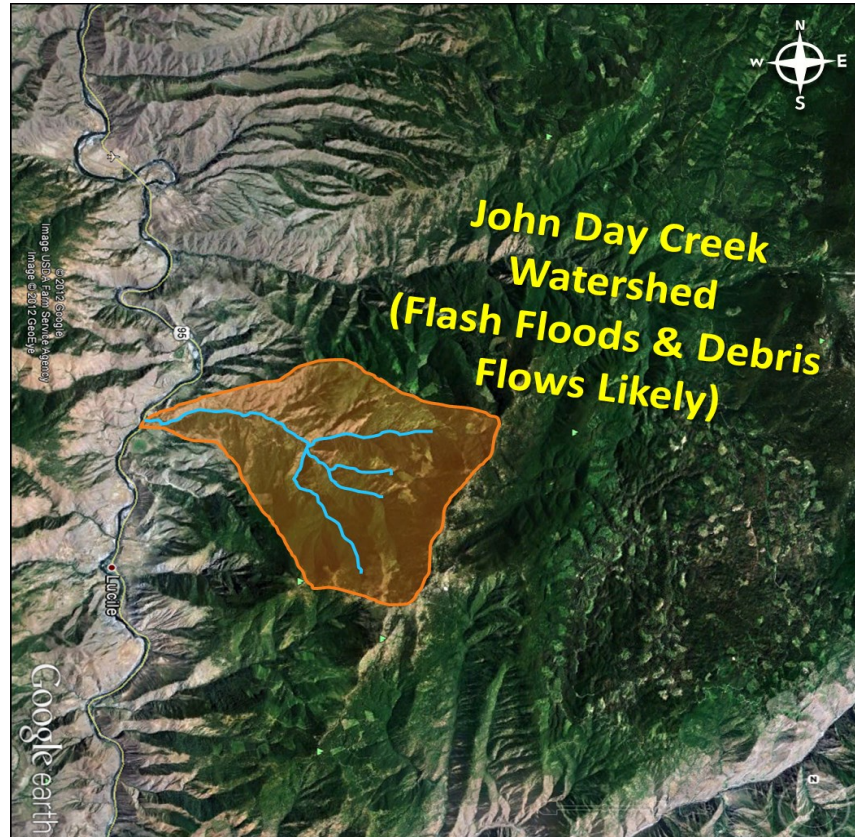 N
W E
S
John Day Creek
Watershed
(Flash Floods & Debris
Flows Likely)
© 2012 Google
Image USDA Farm Service Agency
Image © 2012 GeoEye
95
Lucile
Google earth